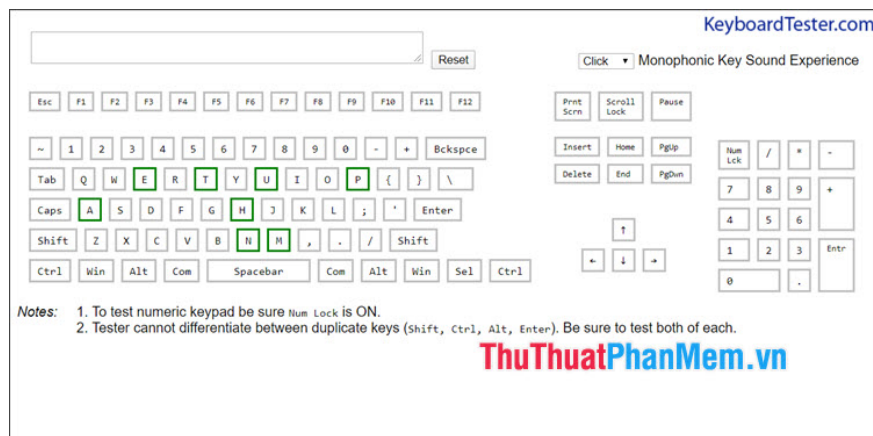 KeyboardTester.com
Reset
Click ▼ Monophonic Key Sound Experience
Esc F1 F2 F3 F4 F5 F6 F7 F8 F9 F10 F11 F12
Prnt Scrn Scroll Lock Pause
~ 1 2 3 4 5 6 7 8 9 0 - + Bckspce
Insert Home PgUp
Num Lck / * -
Tab Q W E R T Y U I O P { } \
Delete End PgDwn
7 8 9 +
Caps A S D F G H J K L ; ' Enter
4 5 6
Shift Z X C V B N M , . / Shift
↑
1 2 3 Entr
Ctrl Win Alt Com Spacebar Com Alt Win Sel Ctrl
← ↓ →
0 .
Notes: 1. To test numeric keypad be sure Num Lock is ON.
2. Tester cannot differentiate between duplicate keys (Shift, Ctrl, Alt, Enter). Be sure to test both of each.
ThuThuatPhanMem.vn